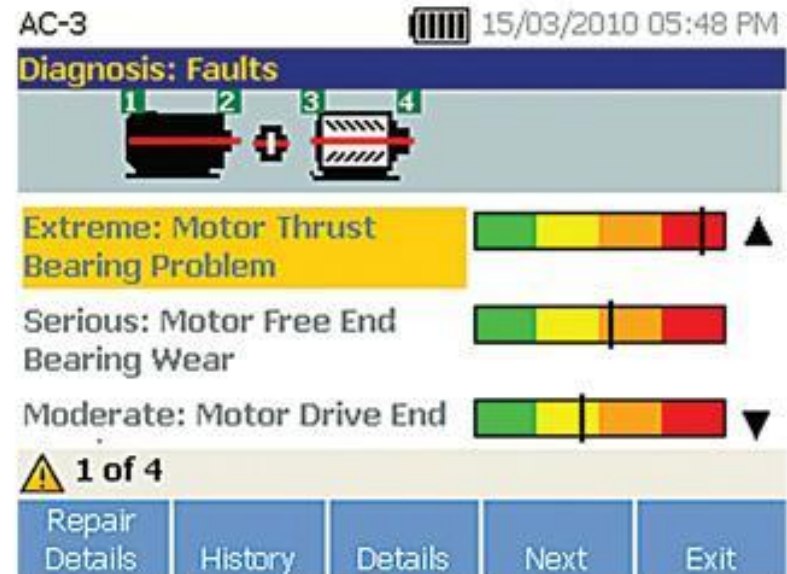 AC-3 15/03/2010 05:48 PM
Diagnosis: Faults
1 2 3 4
Extreme: Motor Thrust
Bearing Problem
Serious: Motor Free End
Bearing Wear
Moderate: Motor Drive End
1 of 4
Repair
Details History Details Next Exit